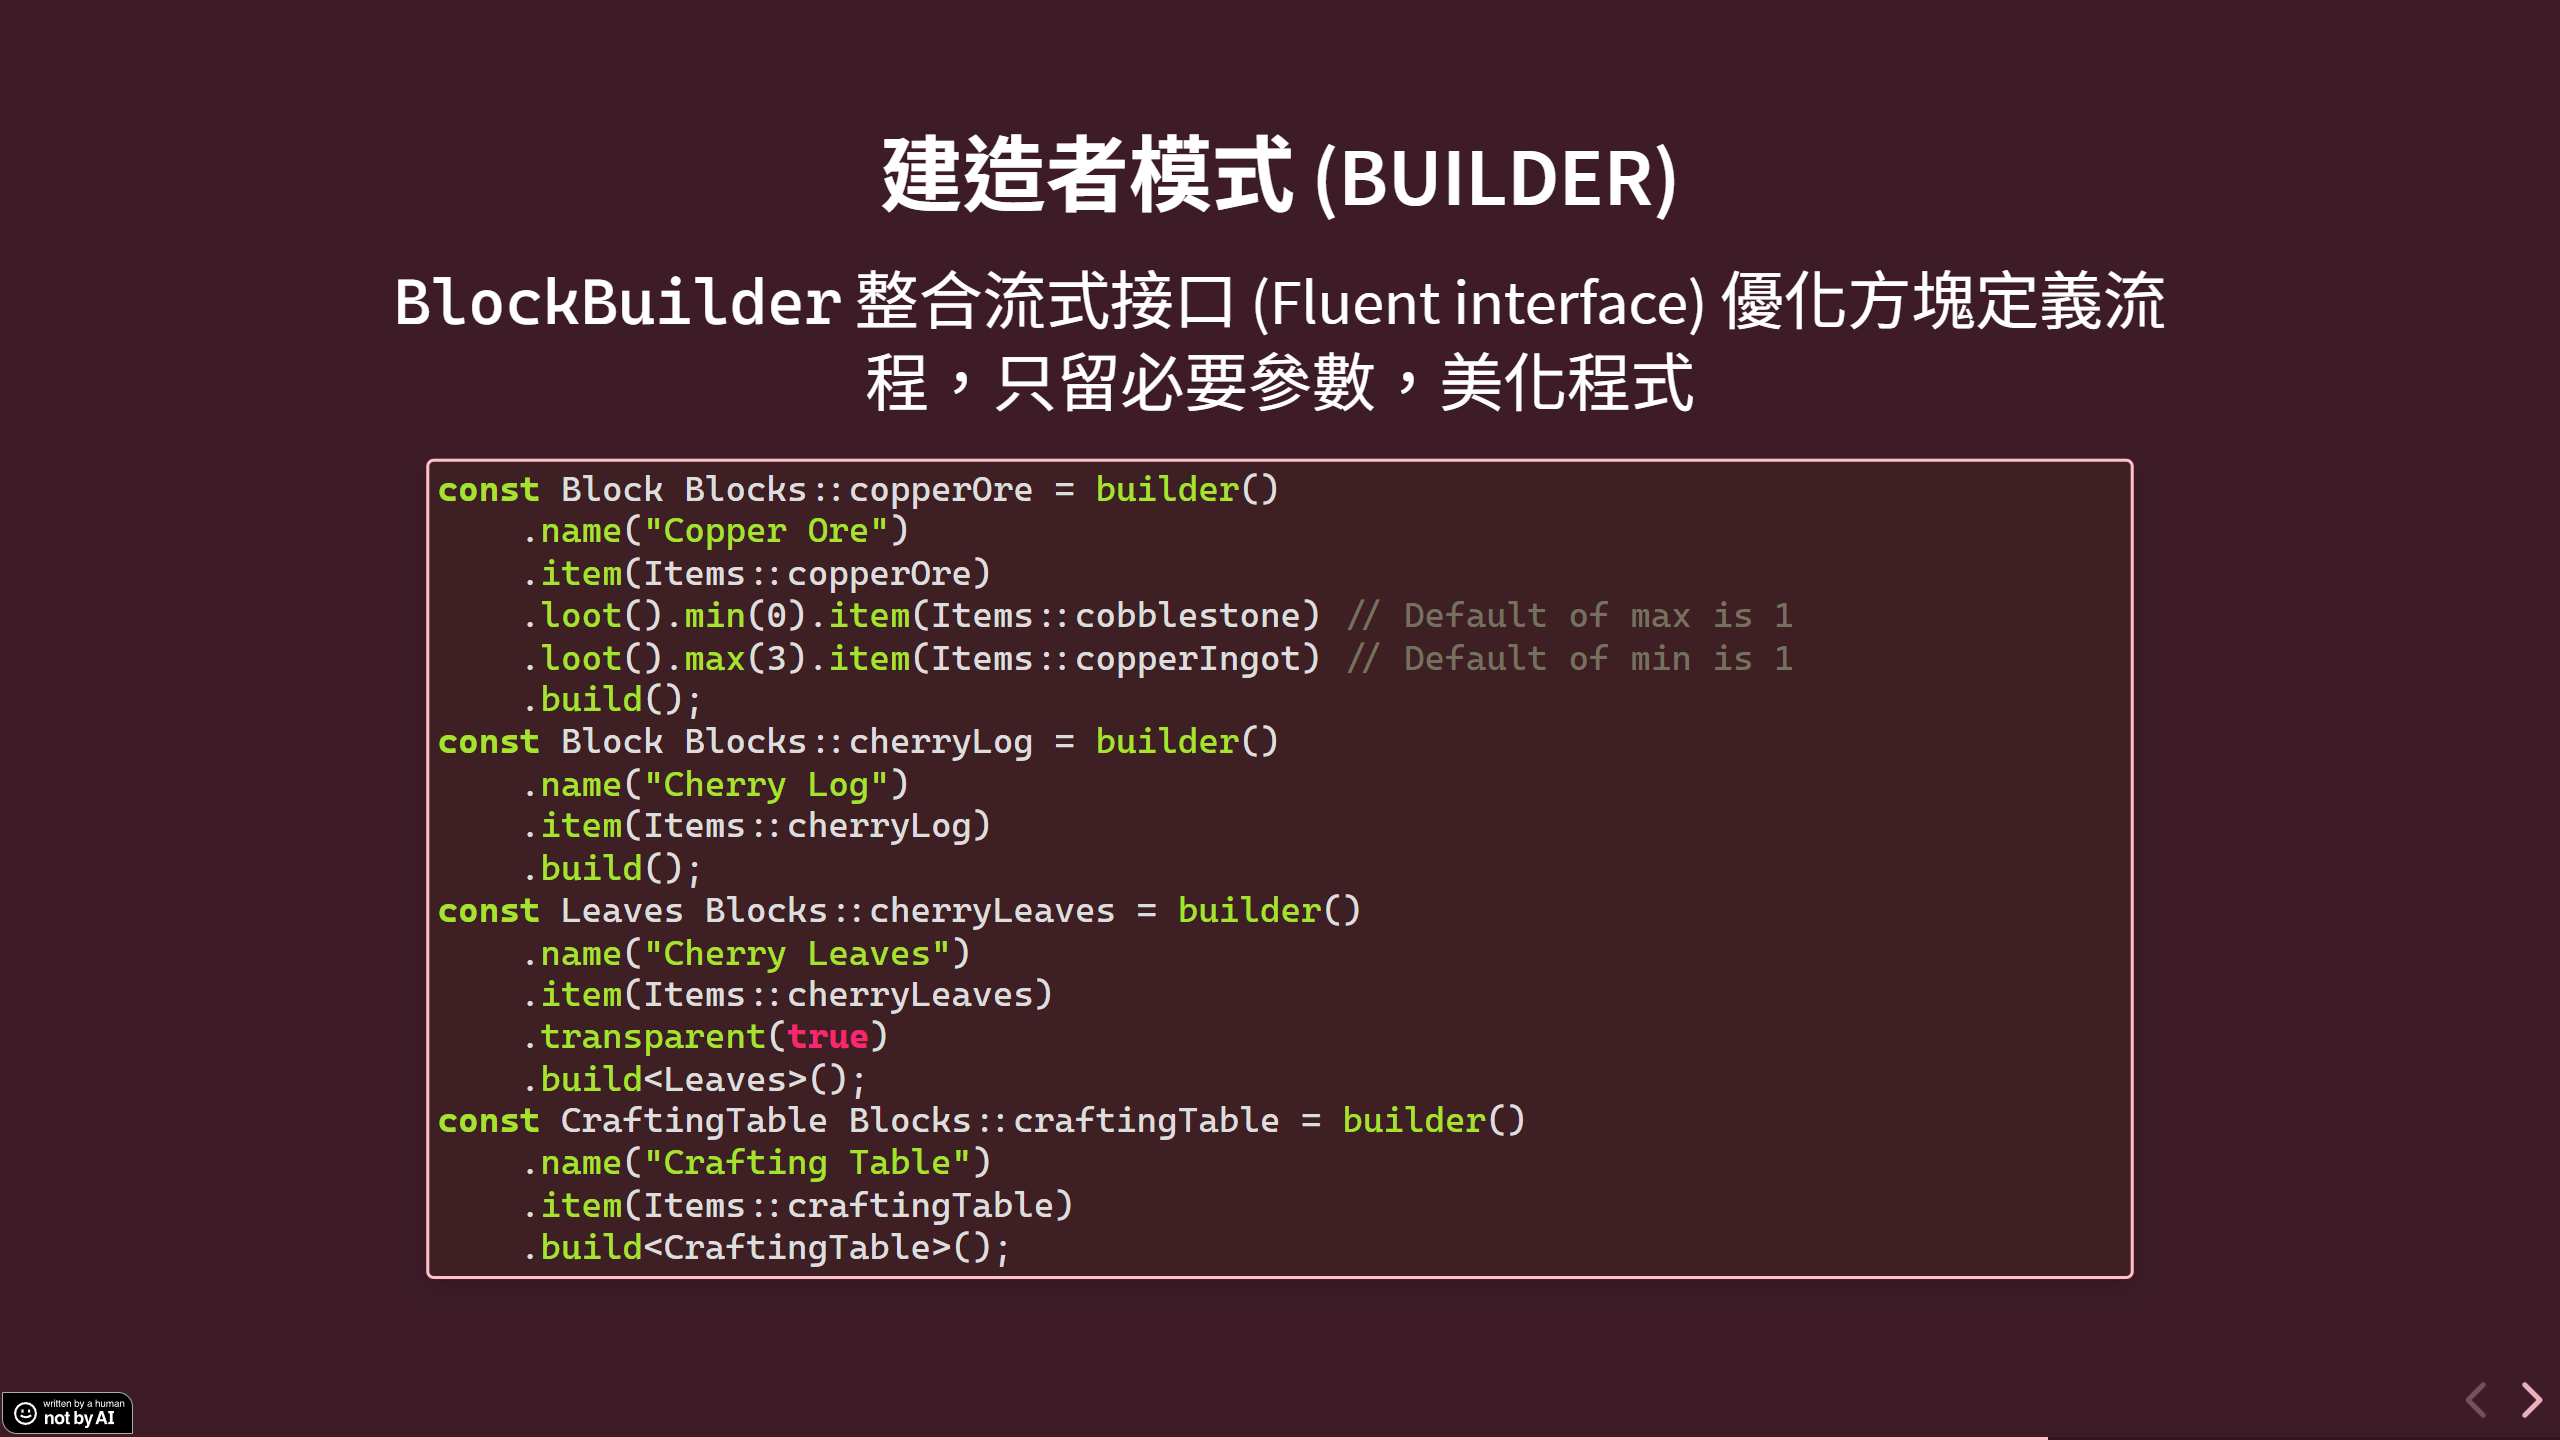 建造者模式 (BUILDER)
BlockBuilder 整合流式接口 (Fluent interface) 優化方塊定義流
程，只留必要參數，美化程式
const Block Blocks::copperOre = builder()
    .name("Copper Ore")
    .item(Items::copperOre)
    .loot().min(0).item(Items::cobblestone) // Default of max is 1
    .loot().max(3).item(Items::copperIngot) // Default of min is 1
    .build();
const Block Blocks::cherryLog = builder()
    .name("Cherry Log")
    .item(Items::cherryLog)
    .build();
const Leaves Blocks::cherryLeaves = builder()
    .name("Cherry Leaves")
    .item(Items::cherryLeaves)
    .transparent(true)
    .build<Leaves>();
const CraftingTable Blocks::craftingTable = builder()
    .name("Crafting Table")
    .item(Items::craftingTable)
    .build<CraftingTable>();
written by a human
not by AI